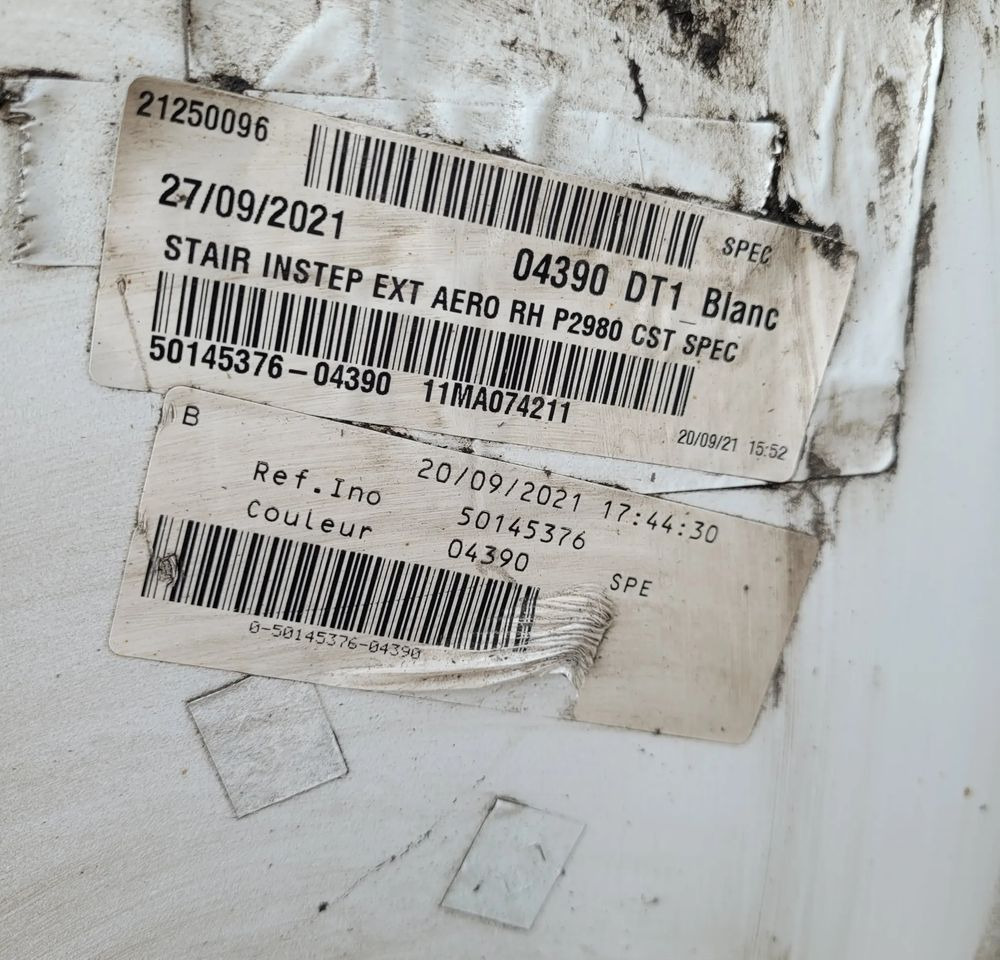 21250096
SPEC
27/09/2021
04390 DT1_Blanc
STAIR INSTEP EXT AERO RH P2980 CST SPEC
50145376-04390 11MA074211
20/09/21 15:52
B
20/09/2021 17:44:30
Ref.Ino 50145376
Couleur 04390
SPE
0-50145376-04390